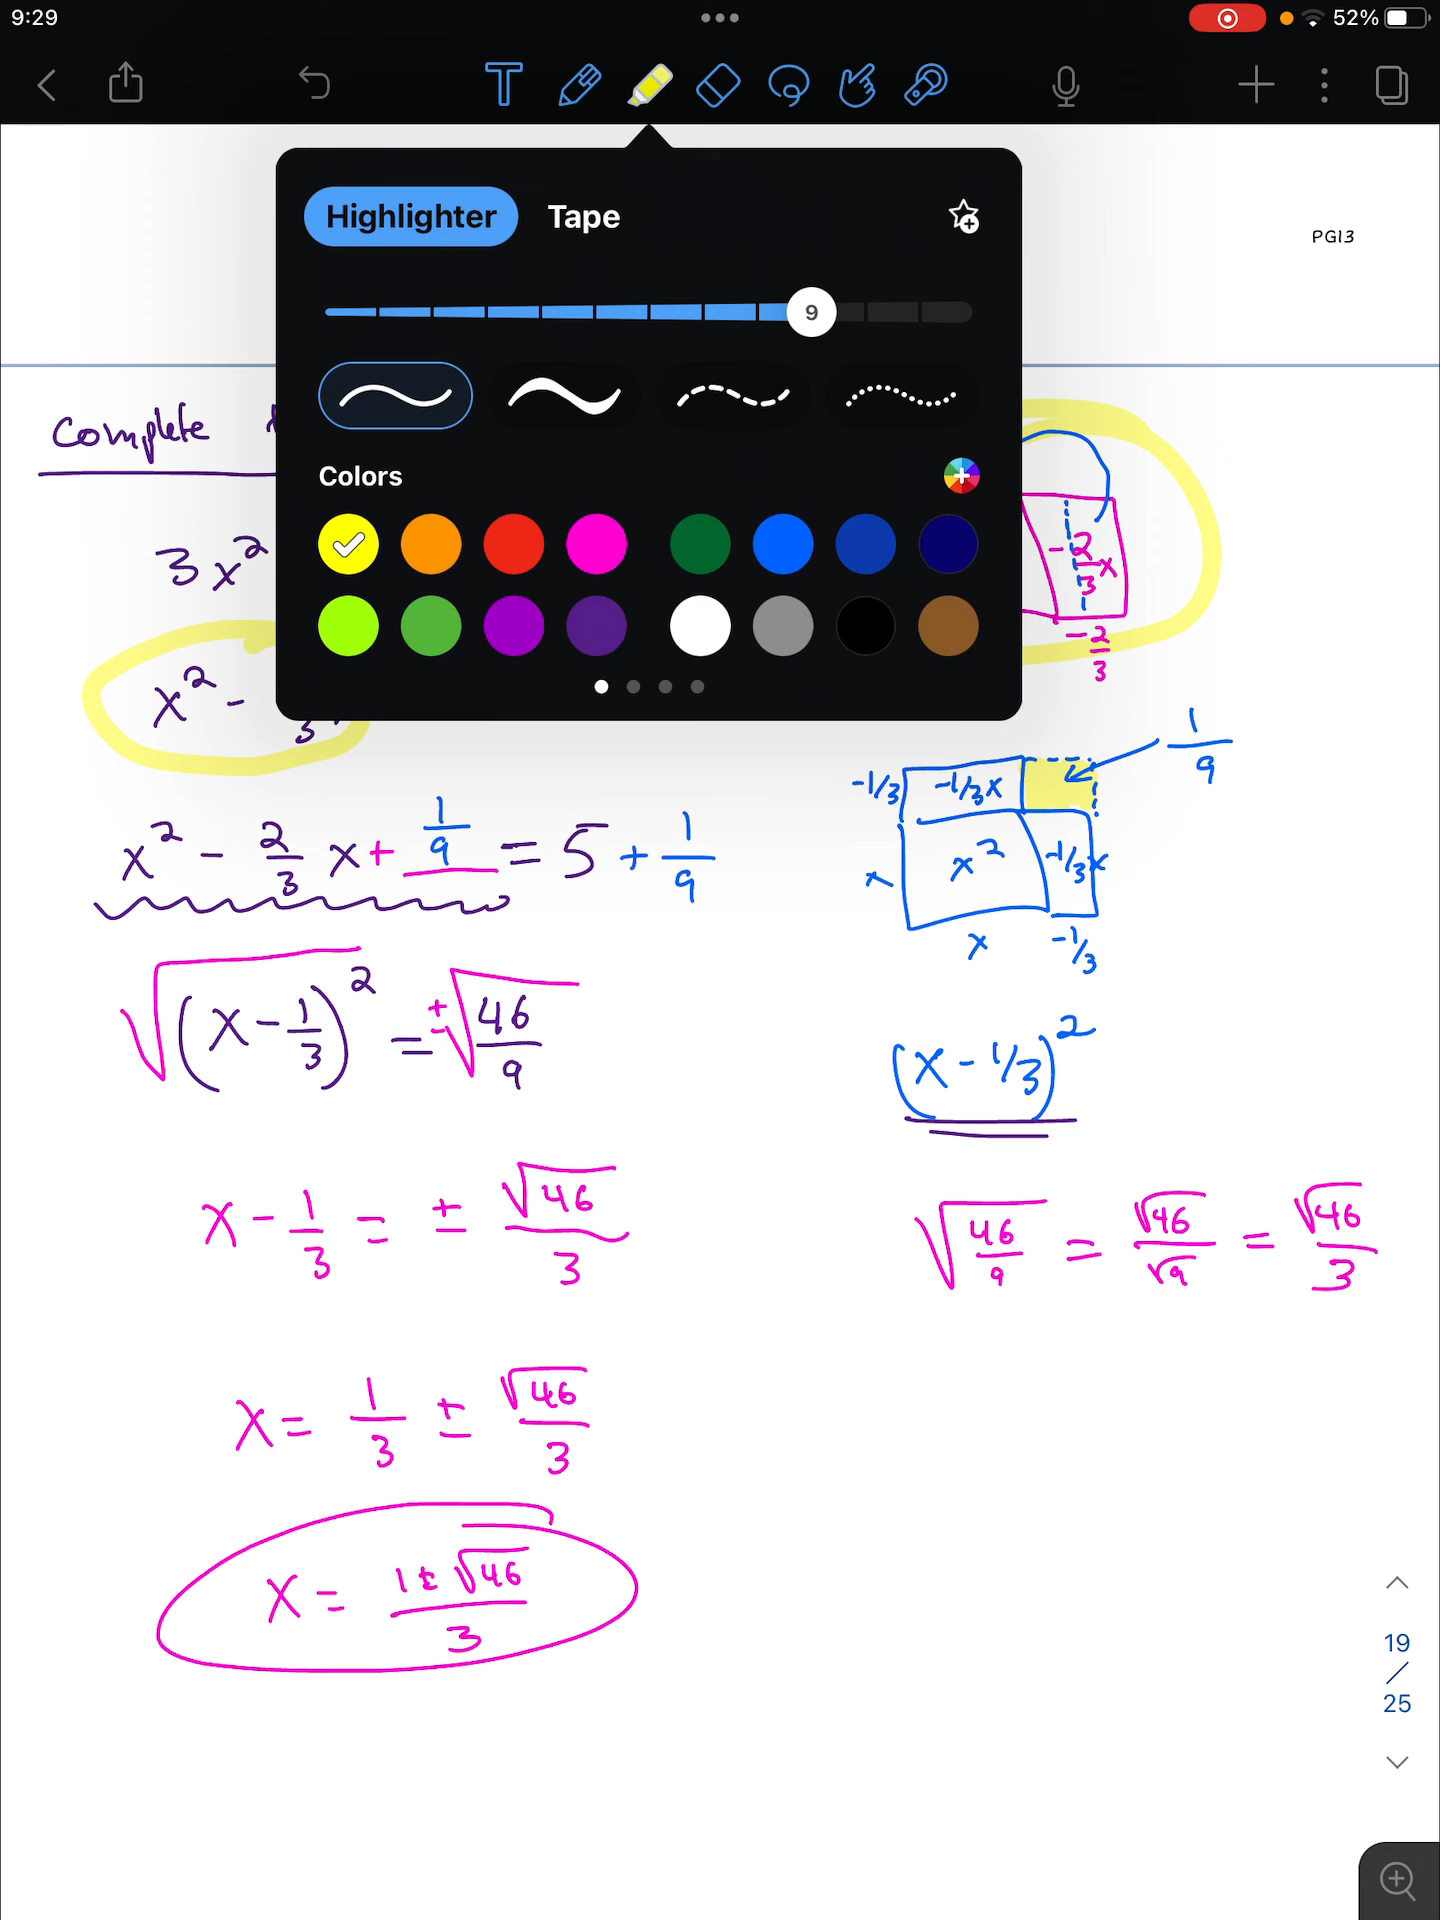 9:29
52%
T
Highlighter Tape
9
PG13
Complete
Colors
3x²
-2/3 x
-2/3
x² -
3
1/9
-1/3 -1/3x
x² - 2/3 x + 1/9 = 5 + 1/9
x x² -1/3x
x -1/3
√(x - 1/3)² = ±√46/9
(x - 1/3)²
x - 1/3 = ± √46/3
√46/9 = √46/√9 = √46/3
x = 1/3 ± √46/3
x = 1 ± √46/3
19
/
25